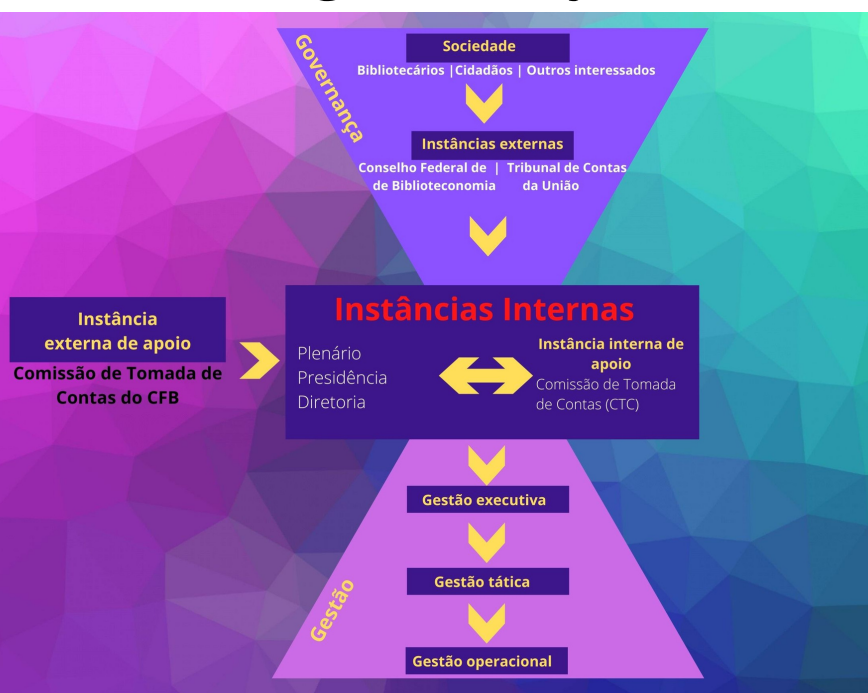 Governança
Sociedade
Bibliotecários |Cidadãos | Outros interessados
Instâncias externas
Conselho Federal de | Tribunal de Contas
de Biblioteconomia da União
Instância
externa de apoio
Comissão de Tomada de
Contas do CFB
Instâncias Internas
Plenário
Presidência
Diretoria
Instância interna de
apoio
Comissão de Tomada
de Contas (CTC)
Gestão executiva
Gestão tática
Gestão operacional
Gestão